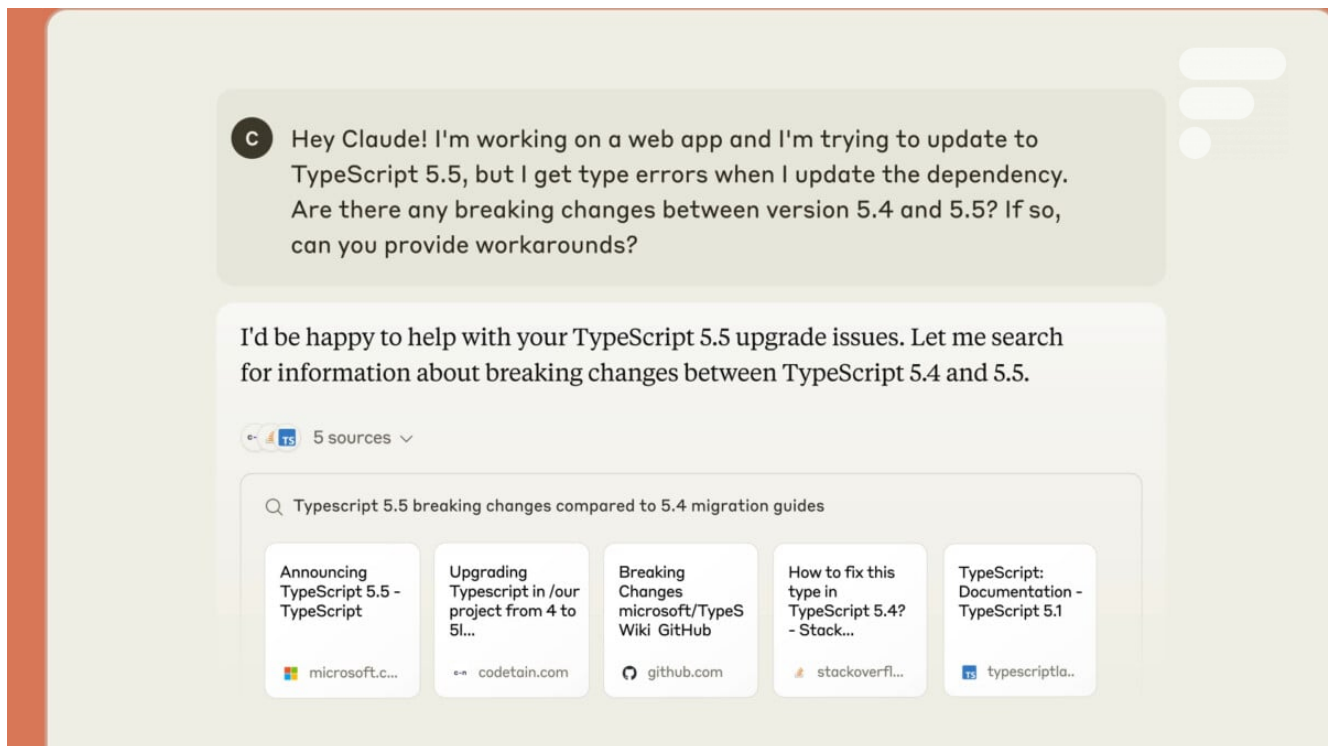 C
Hey Claude! I'm working on a web app and I'm trying to update to
TypeScript 5.5, but I get type errors when I update the dependency.
Are there any breaking changes between version 5.4 and 5.5? If so,
can you provide workarounds?
I'd be happy to help with your TypeScript 5.5 upgrade issues. Let me search
for information about breaking changes between TypeScript 5.4 and 5.5.
c-n TS 5 sources
Typescript 5.5 breaking changes compared to 5.4 migration guides
Announcing
TypeScript 5.5 -
TypeScript
microsoft.c...
Upgrading
Typescript in /our
project from 4 to
5l...
c-n codetain.com
Breaking
Changes
microsoft/TypeS
Wiki GitHub
github.com
How to fix this
type in
TypeScript 5.4?
- Stack...
stackoverfl...
TypeScript:
Documentation -
TypeScript 5.1
TS typescriptla..